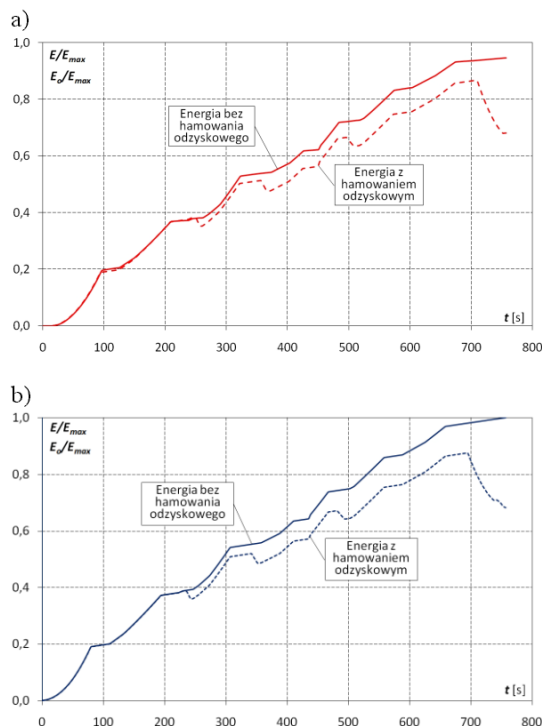 a)
E/Emax
Eo/Emax
1,0
0,8
0,6
0,4
0,2
0,0
Energia bez
hamowania
odzyskowego
Energia z
hamowaniem
odzyskowym
t [s]
0 100 200 300 400 500 600 700 800
b)
E/Emax
Eo/Emax
1,0
0,8
0,6
0,4
0,2
0,0
Energia bez
hamowania
odzyskowego
Energia z
hamowaniem
odzyskowym
t [s]
0 100 200 300 400 500 600 700 800